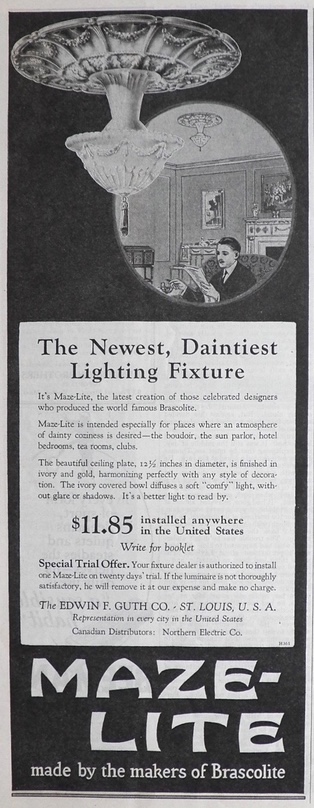 The Newest, Daintiest
Lighting Fixture
It's Maze-Lite, the latest creation of those celebrated designers
who produced the world famous Brascolite.
Maze-Lite is intended especially for places where an atmosphere
of dainty coziness is desired—the boudoir, the sun parlor, hotel
bedrooms, tea rooms, clubs.
The beautiful ceiling plate, 12½ inches in diameter, is finished in
ivory and gold, harmonizing perfectly with any style of decora-
tion. The ivory covered bowl diffuses a soft "comfy" light, with-
out glare or shadows. It's a better light to read by.
$11.85 installed anywhere
in the United States
Write for booklet
Special Trial Offer. Your fixture dealer is authorized to install
one Maze-Lite on twenty days' trial. If the luminaire is not thoroughly
satisfactory, he will remove it at our expense and make no charge.
The EDWIN F. GUTH CO. - ST. LOUIS, U. S. A.
Representation in every city in the United States
Canadian Distributors: Northern Electric Co.
MAZE-
LITE
made by the makers of Brascolite